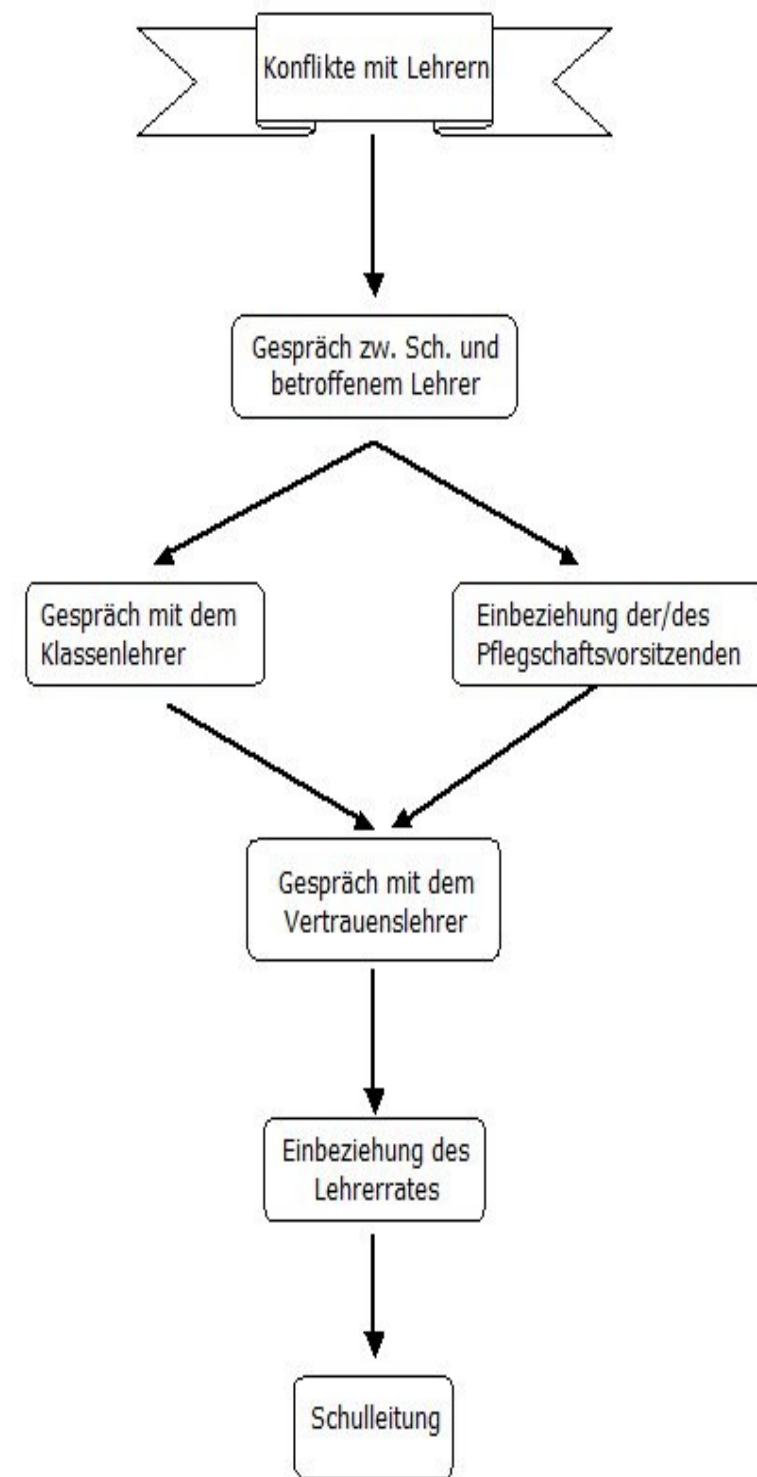 Konflikte mit Lehrern
Gespräch zw. Sch. und
betroffenem Lehrer
Gespräch mit dem
Klassenlehrer
Einbeziehung der/des
Pflegschaftsvorsitzenden
Gespräch mit dem
Vertrauenslehrer
Einbeziehung des
Lehrerrates
Schulleitung